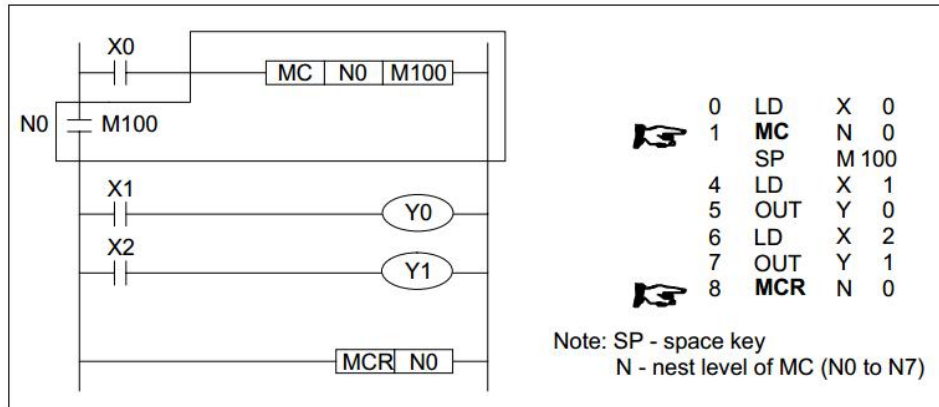 X0
MC N0 M100
N0 M100
X1
Y0
X2
Y1
MCR N0
0 LD X 0
1 MC N 0
SP M 100
4 LD X 1
5 OUT Y 0
6 LD X 2
7 OUT Y 1
8 MCR N 0
Note: SP - space key
N - nest level of MC (N0 to N7)